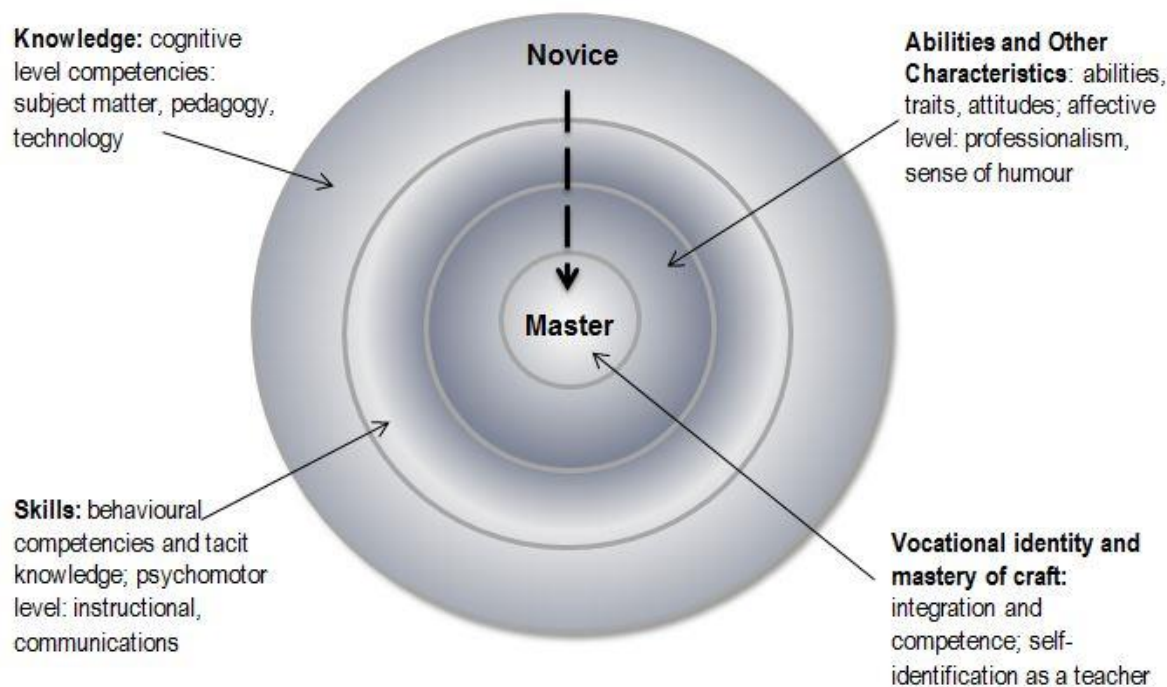 Knowledge: cognitive
level competencies:
subject matter, pedagogy,
technology
Novice
Abilities and Other
Characteristics: abilities,
traits, attitudes; affective
level: professionalism,
sense of humour
Master
Skills: behavioural
competencies and tacit
knowledge; psychomotor
level: instructional,
communications
Vocational identity and
mastery of craft:
integration and
competence; self-
identification as a teacher